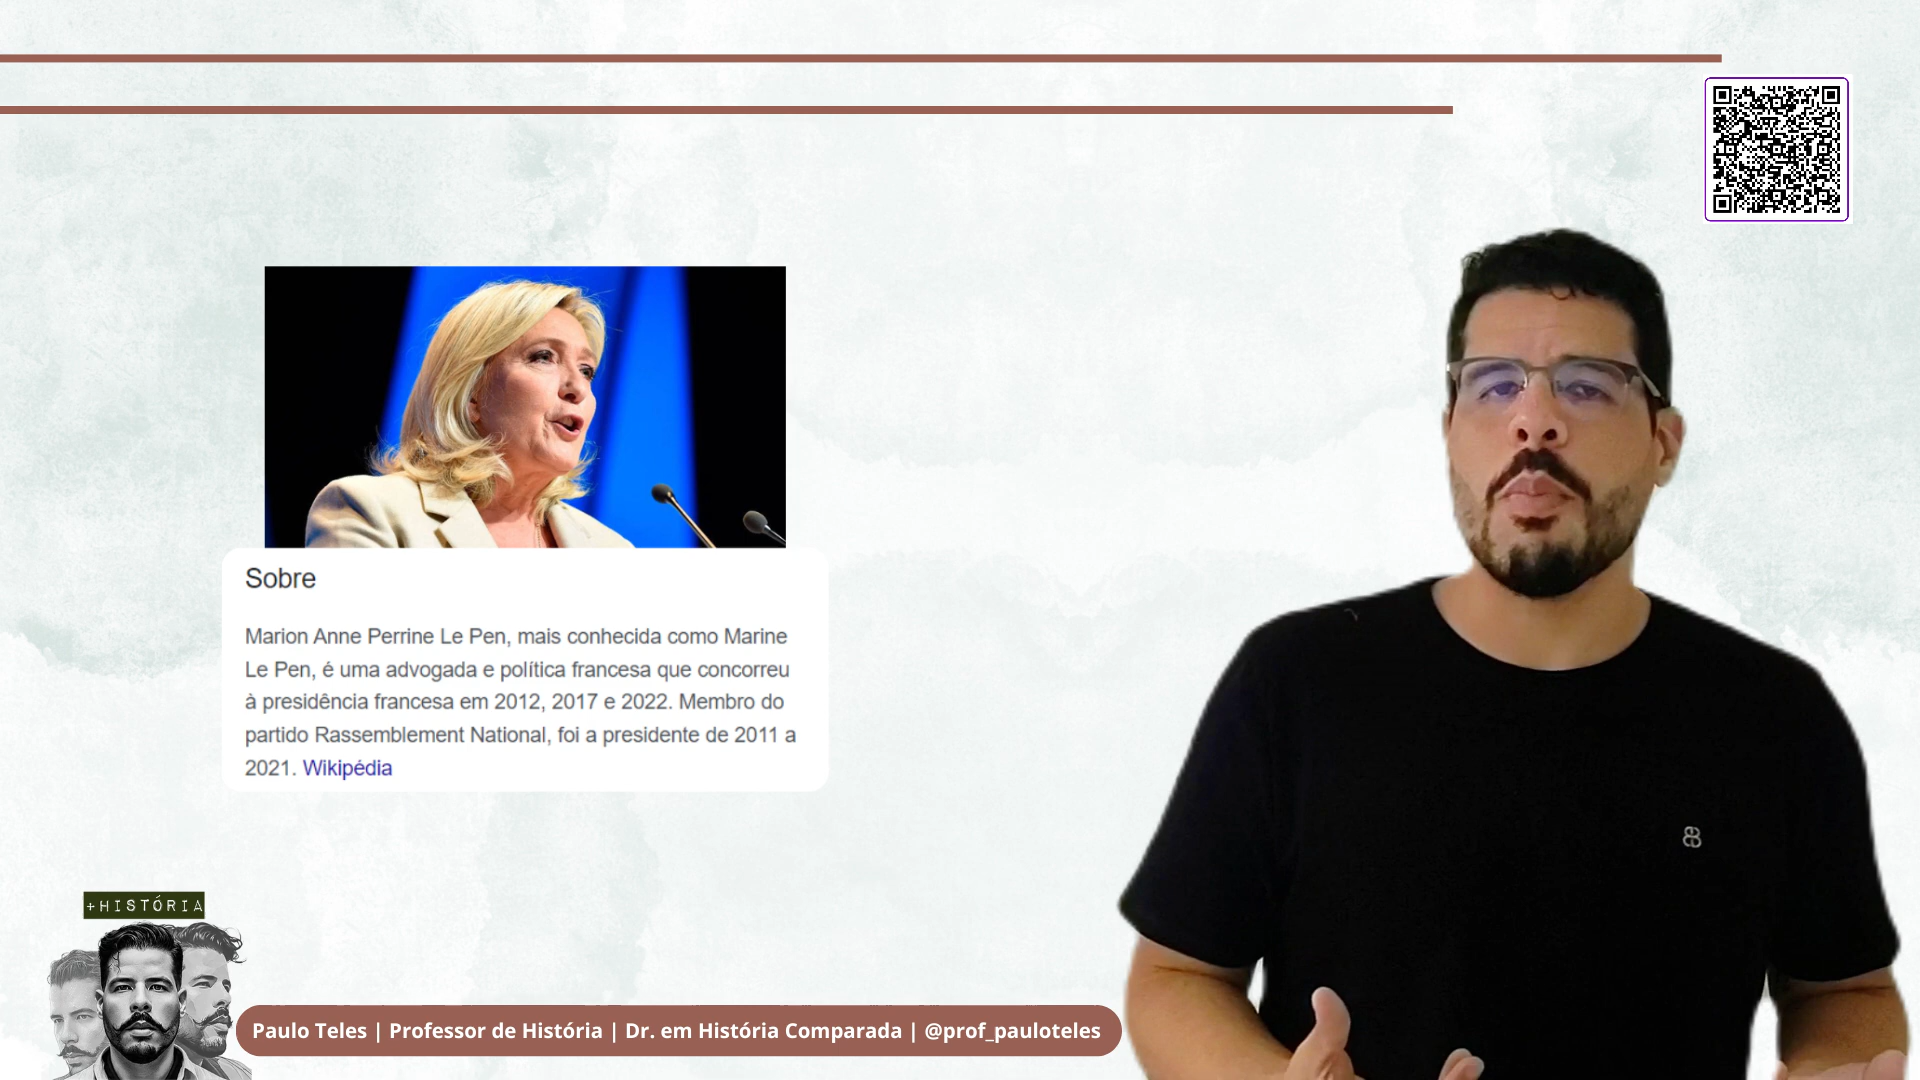 Sobre
Marion Anne Perrine Le Pen, mais conhecida como Marine
Le Pen, é uma advogada e política francesa que concorreu
à presidência francesa em 2012, 2017 e 2022. Membro do
partido Rassemblement National, foi a presidente de 2011 a
2021. Wikipédia
+HISTÓRIA
Paulo Teles | Professor de História | Dr. em História Comparada | @prof_pauloteles